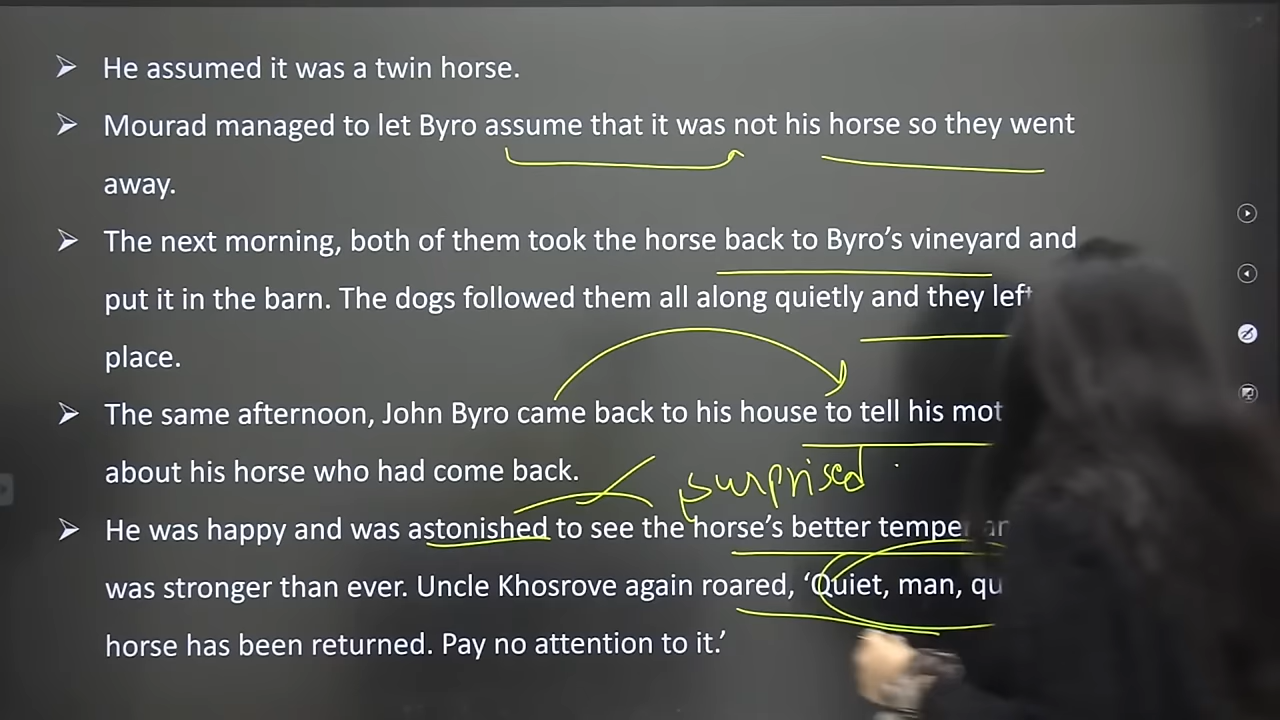 ➤ He assumed it was a twin horse.
➤ Mourad managed to let Byro assume that it was not his horse so they went
away.
➤ The next morning, both of them took the horse back to Byro's vineyard and
put it in the barn. The dogs followed them all along quietly and they left
place.
➤ The same afternoon, John Byro came back to his house to tell his mot
about his horse who had come back.
surprised
➤ He was happy and was astonished to see the horse's better temper an
was stronger than ever. Uncle Khosrove again roared, ‘Quiet, man, qu
horse has been returned. Pay no attention to it.’